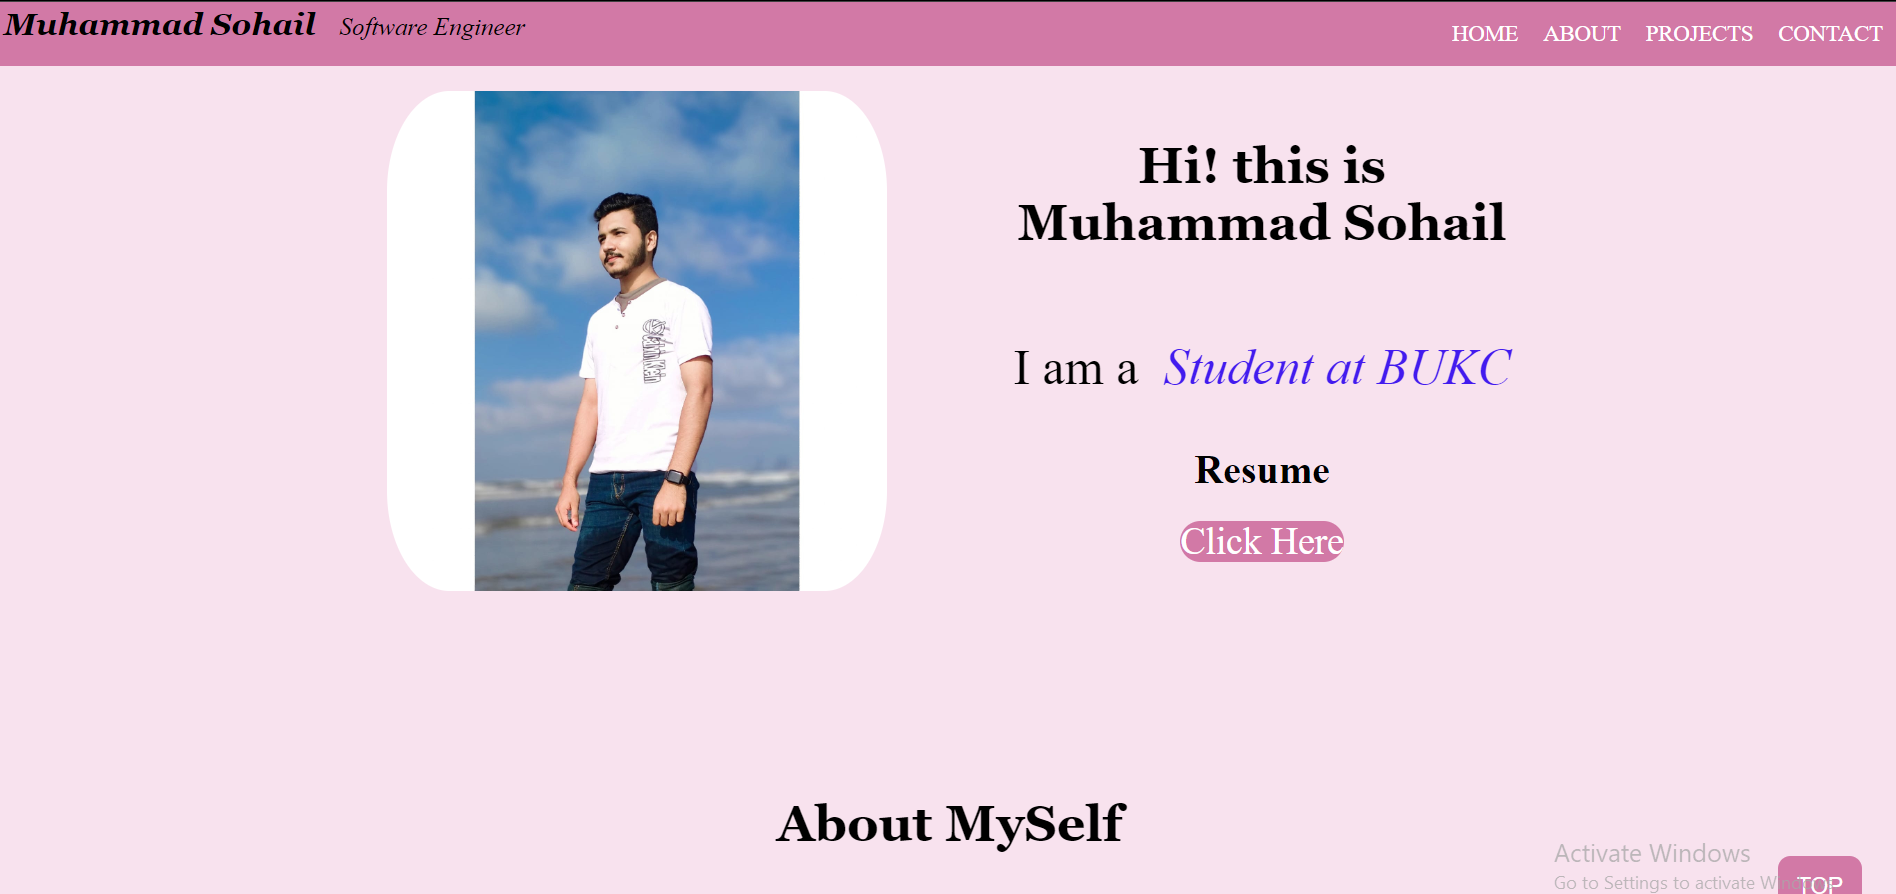 Muhammad Sohail Software Engineer
HOME ABOUT PROJECTS CONTACT
Hi! this is
Muhammad Sohail
I am a Student at BUKC
Resume
Click Here
About MySelf
Activate Windows
Go to Settings to activate Windows.
TOP